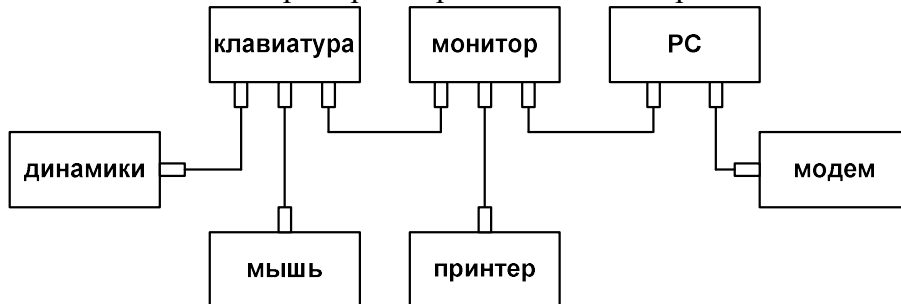 клавиатура
монитор
PC
динамики
модем
мышь
принтер